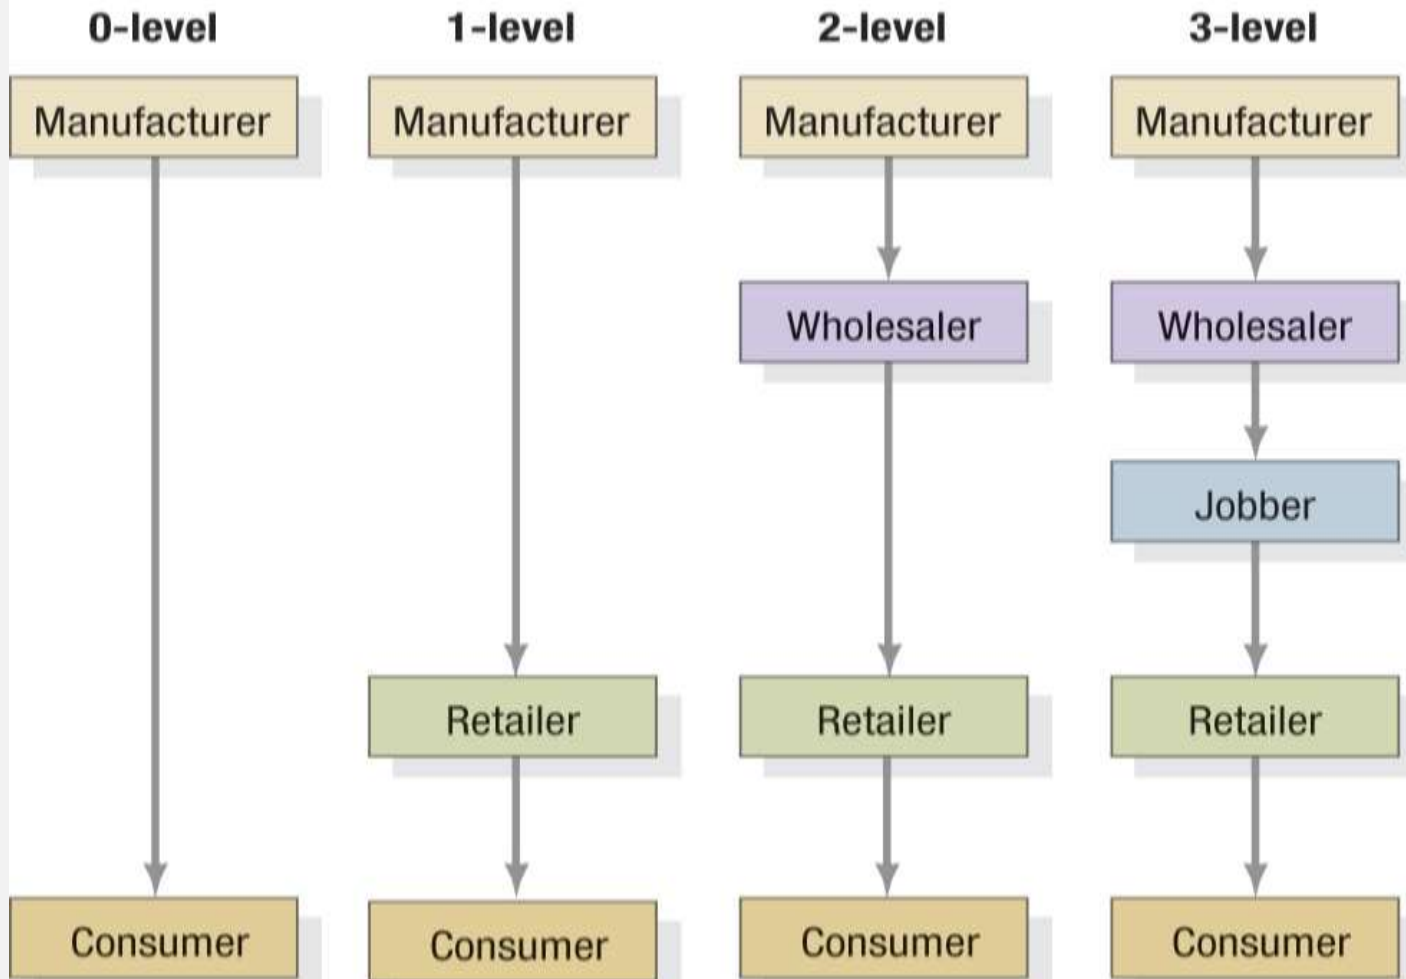 0-level 1-level 2-level 3-level
Manufacturer Manufacturer Manufacturer Manufacturer
Wholesaler Wholesaler
Jobber
Retailer Retailer Retailer
Consumer Consumer Consumer Consumer